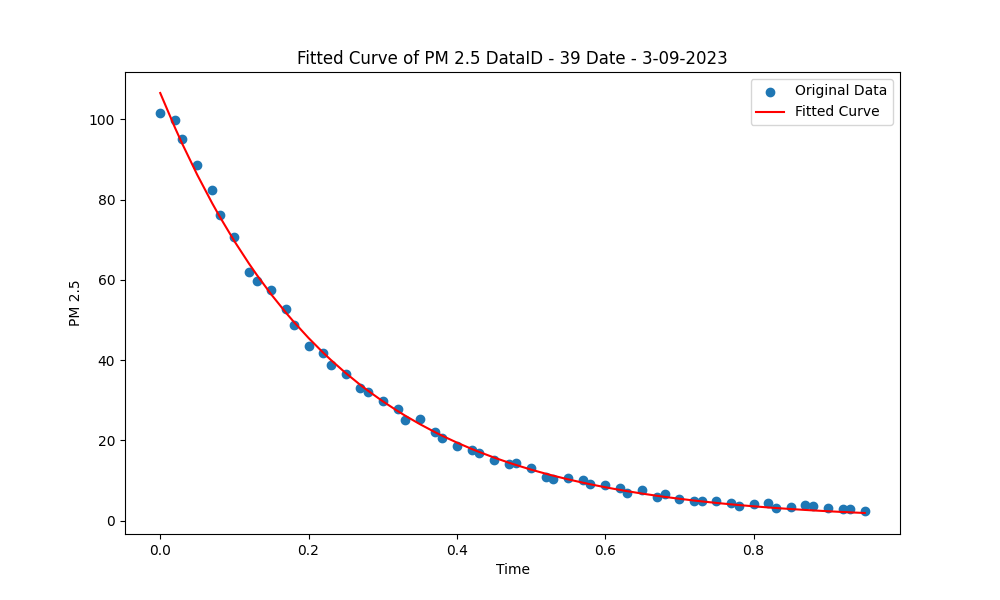 Fitted Curve of PM 2.5 DataID - 39 Date - 3-09-2023
Original Data
Fitted Curve
100
80
60
40
20
0
PM 2.5
0.0 0.2 0.4 0.6 0.8
Time